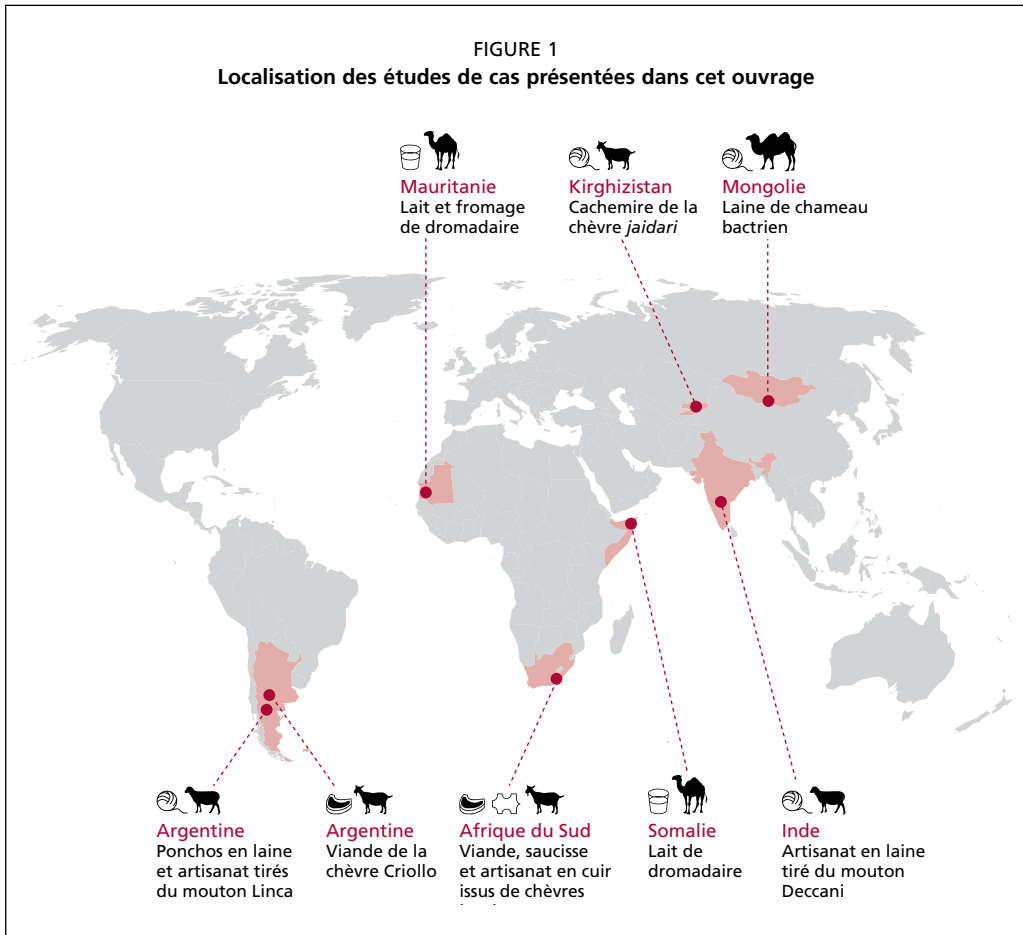 FIGURE 1
Localisation des études de cas présentées dans cet ouvrage
Mauritanie
Lait et fromage
de dromadaire
Kirghizistan
Cachemire de la
chèvre jaidari
Mongolie
Laine de chameau
bactrien
Argentine
Ponchos en laine
et artisanat tirés
du mouton Linca
Argentine
Viande de la
chèvre Criollo
Afrique du Sud
Viande, saucisse
et artisanat en cuir
issus de chèvres
Somalie
Lait de
dromadaire
Inde
Artisanat en laine
tiré du mouton
Deccani